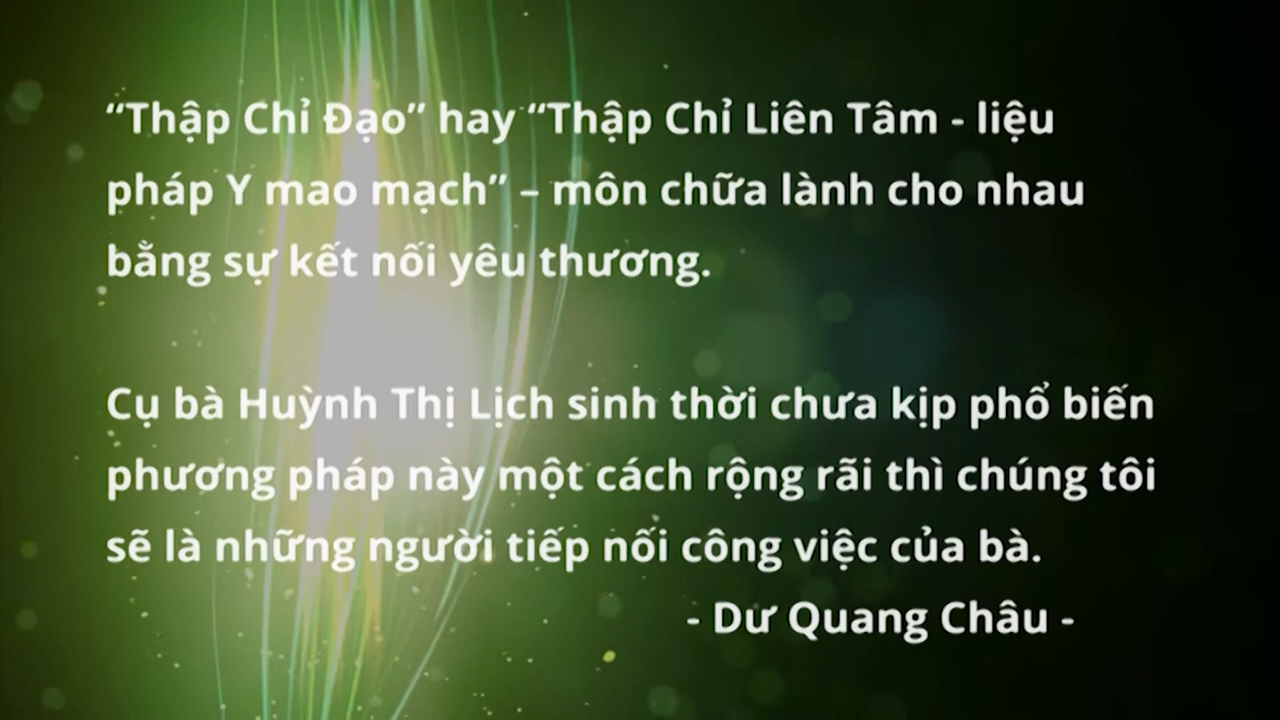 “Thập Chỉ Đạo” hay “Thập Chỉ Liên Tâm - liệu
pháp Y mao mạch” – môn chữa lành cho nhau
bằng sự kết nối yêu thương.
Cụ bà Huỳnh Thị Lịch sinh thời chưa kịp phổ biến
phương pháp này một cách rộng rãi thì chúng tôi
sẽ là những người tiếp nối công việc của bà.
- Dư Quang Châu -